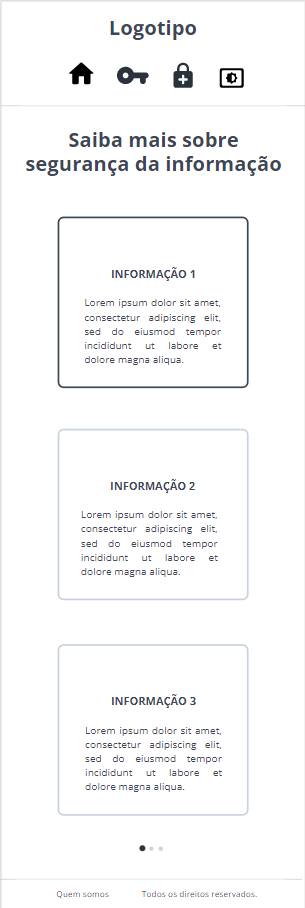 Logotipo
Saiba mais sobre
segurança da informação
INFORMAÇÃO 1
Lorem ipsum dolor sit amet,
consectetur adipiscing elit,
sed do eiusmod tempor
incididunt ut labore et
dolore magna aliqua.
INFORMAÇÃO 2
Lorem ipsum dolor sit amet,
consectetur adipiscing elit,
sed do eiusmod tempor
incididunt ut labore et
dolore magna aliqua.
INFORMAÇÃO 3
Lorem ipsum dolor sit amet,
consectetur adipiscing elit,
sed do eiusmod tempor
incididunt ut labore et
dolore magna aliqua.
Quem somos Todos os direitos reservados.